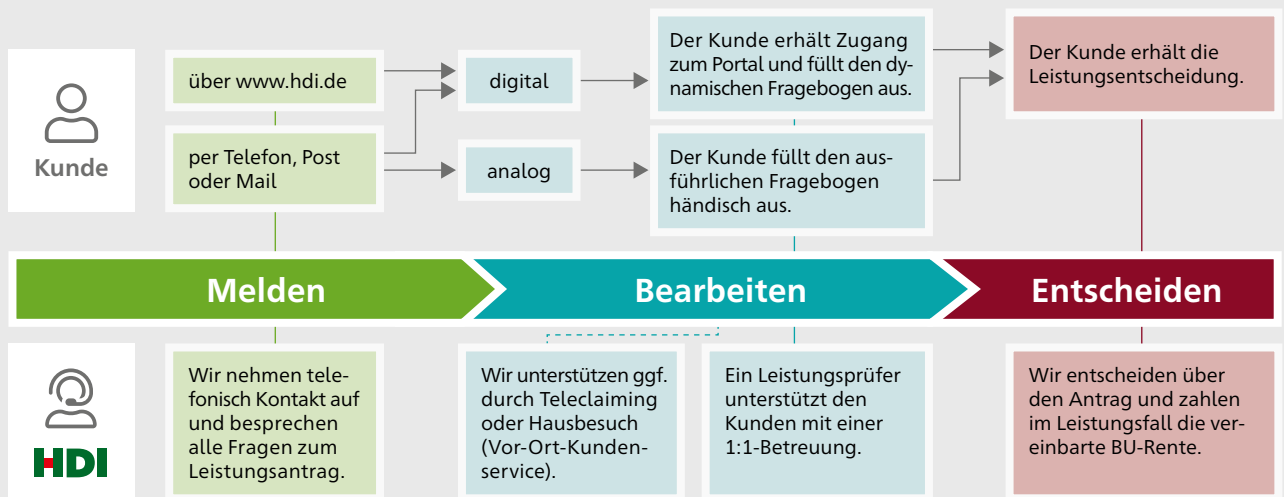 Kunde
über www.hdi.de
per Telefon, Post
oder Mail
digital
analog
Der Kunde erhält Zugang
zum Portal und füllt den dy-
namischen Fragebogen aus.
Der Kunde füllt den aus-
führlichen Fragebogen
händisch aus.
Der Kunde erhält die
Leistungsentscheidung.
Melden
Bearbeiten
Entscheiden
HDI
Wir nehmen tele-
fonisch Kontakt auf
und besprechen
alle Fragen zum
Leistungsantrag.
Wir unterstützen ggf.
durch Teleclaiming
oder Hausbesuch
(Vor-Ort-Kunden-
service).
Ein Leistungsprüfer
unterstützt den
Kunden mit einer
1:1-Betreuung.
Wir entscheiden über
den Antrag und zahlen
im Leistungsfall die ver-
einbarte BU-Rente.